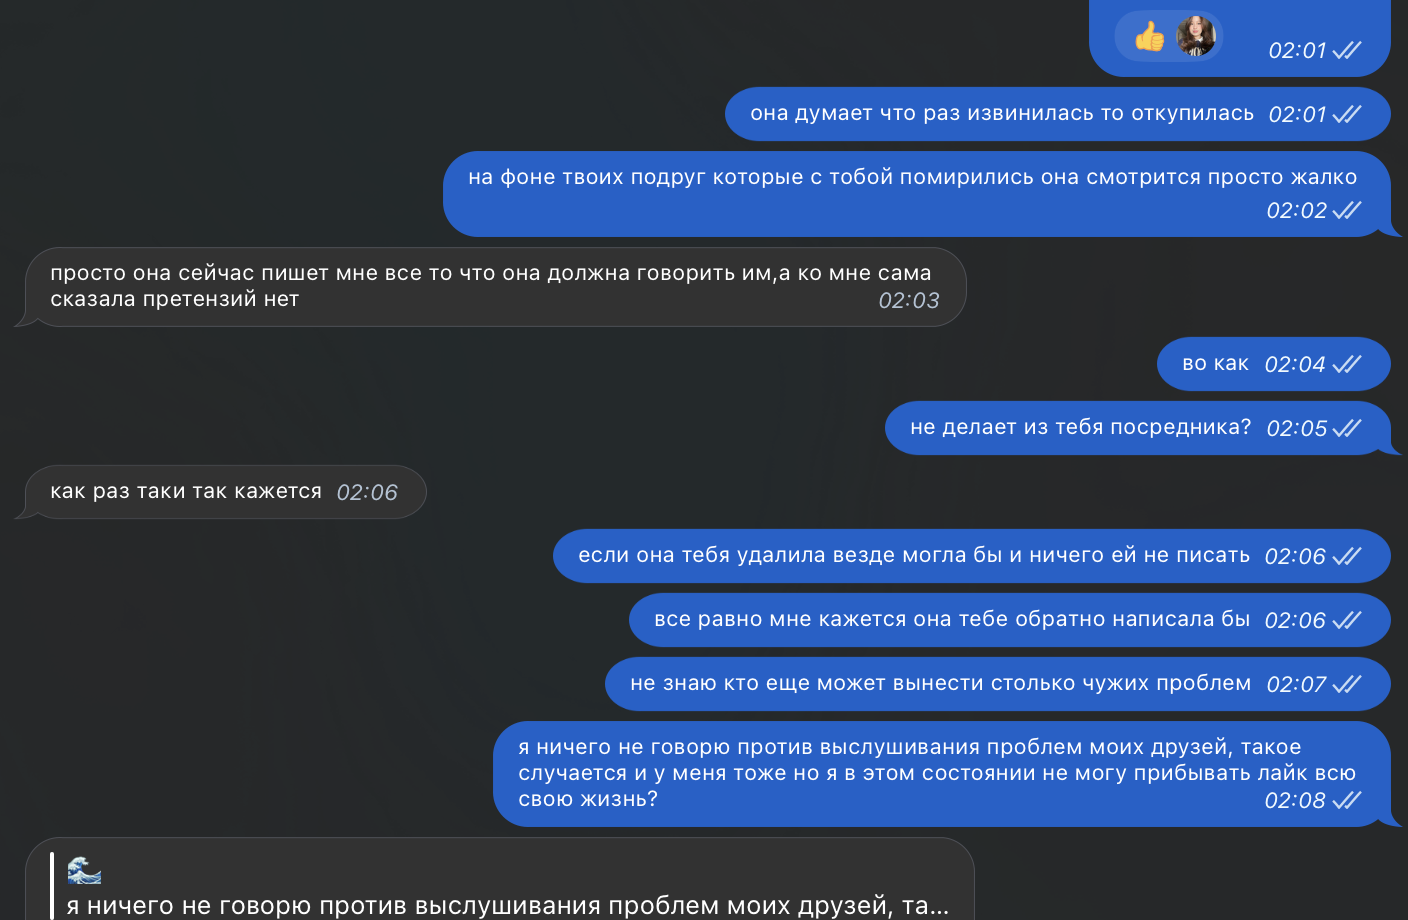 02:01
она думает что раз извинилась то откупилась 02:01
на фоне твоих подруг которые с тобой помирились она смотрится просто жалко
02:02
просто она сейчас пишет мне все то что она должна говорить им,а ко мне сама
сказала претензий нет 02:03
во как 02:04
не делает из тебя посредника? 02:05
как раз таки так кажется 02:06
если она тебя удалила везде могла бы и ничего ей не писать 02:06
все равно мне кажется она тебе обратно написала бы 02:06
не знаю кто еще может вынести столько чужих проблем 02:07
я ничего не говорю против выслушивания проблем моих друзей, такое
случается и у меня тоже но я в этом состоянии не могу прибывать лайк всю
свою жизнь? 02:08
я ничего не говорю против выслушивания проблем моих друзей, та...